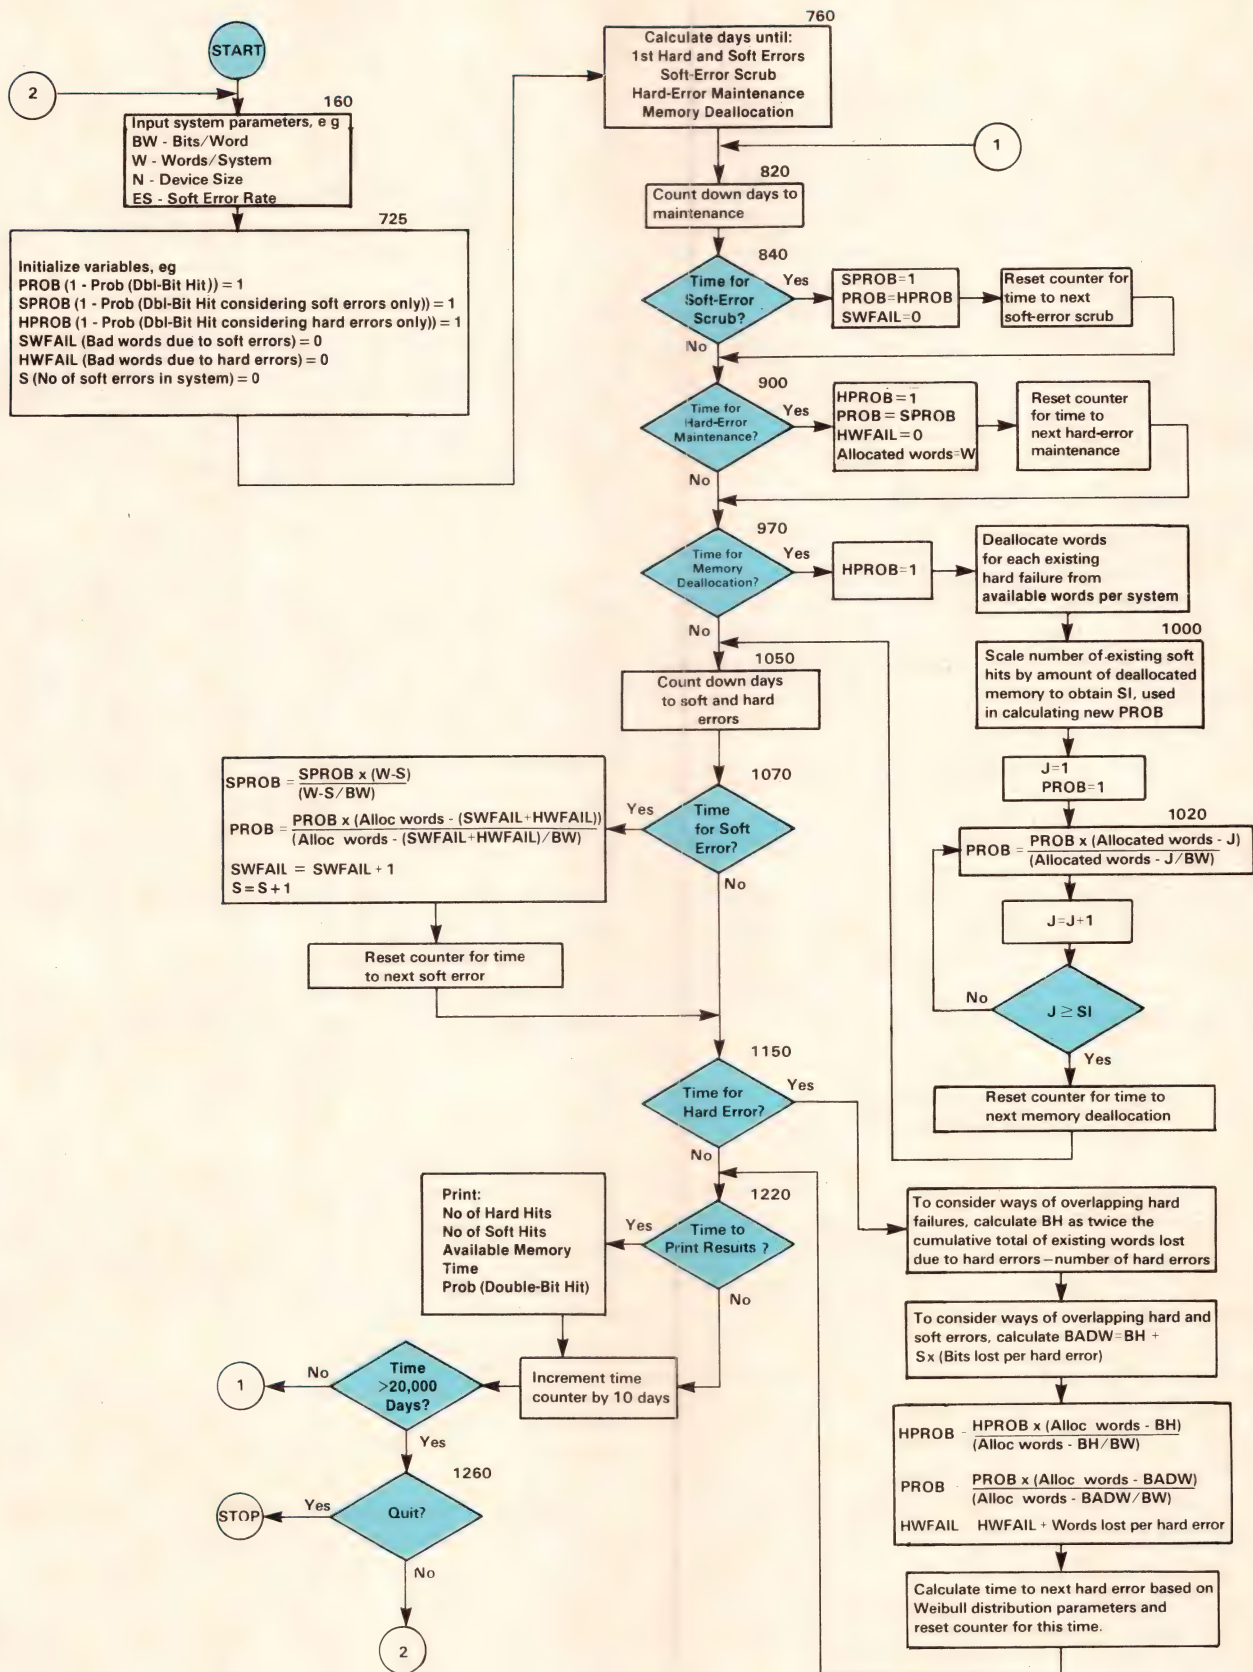 START
2
160
Input system parameters, e g
BW - Bits/Word
W - Words/System
N - Device Size
ES - Soft Error Rate
725
Initialize variables, eg
PROB (1 - Prob (Dbl-Bit Hit)) = 1
SPROB (1 - Prob (Dbl-Bit Hit considering soft errors only)) = 1
HPROB (1 - Prob (Dbl-Bit Hit considering hard errors only)) = 1
SWFAIL (Bad words due to soft errors) = 0
HWFAIL (Bad words due to hard errors) = 0
S (No of soft errors in system) = 0
760
Calculate days until:
1st Hard and Soft Errors
Soft-Error Scrub
Hard-Error Maintenance
Memory Deallocation
1
820
Count down days to
maintenance
840
Time for
Soft-Error
Scrub?
Yes
No
SPROB=1
PROB=HPROB
SWFAIL=0
Reset counter for
time to next
soft-error scrub
900
Time for
Hard-Error
Maintenance?
Yes
No
HPROB=1
PROB=SPROB
HWFAIL=0
Allocated words=W
Reset counter
for time to
next hard-error
maintenance
970
Time for
Memory
Deallocation?
Yes
No
HPROB=1
Deallocate words
for each existing
hard failure from
available words per system
1000
Scale number of existing soft
hits by amount of deallocated
memory to obtain SI, used
in calculating new PROB
J=1
PROB=1
1020
PROB = PROB x (Allocated words - J)
(Allocated words - J/BW)
J=J+1
J ≥ SI
No
Yes
Reset counter for time to
next memory deallocation
1050
Count down days
to soft and hard
errors
1070
Time
for Soft
Error?
Yes
No
SPROB = SPROB x (W-S)
(W-S/BW)
PROB = PROB x (Alloc words - (SWFAIL+HWFAIL))
(Alloc words - (SWFAIL+HWFAIL)/BW)
SWFAIL = SWFAIL + 1
S = S + 1
Reset counter for time
to next soft error
1150
Time for
Hard Error?
Yes
No
To consider ways of overlapping hard
failures, calculate BH as twice the
cumulative total of existing words lost
due to hard errors – number of hard errors
To consider ways of overlapping hard and
soft errors, calculate BADW=BH +
Sx (Bits lost per hard error)
HPROB - HPROB x (Alloc words - BH)
(Alloc words - BH/BW)
PROB PROB x (Alloc words - BADW)
(Alloc words - BADW/BW)
HWFAIL HWFAIL + Words lost per hard error
Calculate time to next hard error based on
Weibull distribution parameters and
reset counter for this time.
1220
Time to
Print Results ?
Yes
No
Print:
No of Hard Hits
No of Soft Hits
Available Memory
Time
Prob (Double-Bit Hit)
Increment time
counter by 10 days
Time
>20,000
Days?
No
1
Yes
1260
Quit?
Yes
STOP
No
2